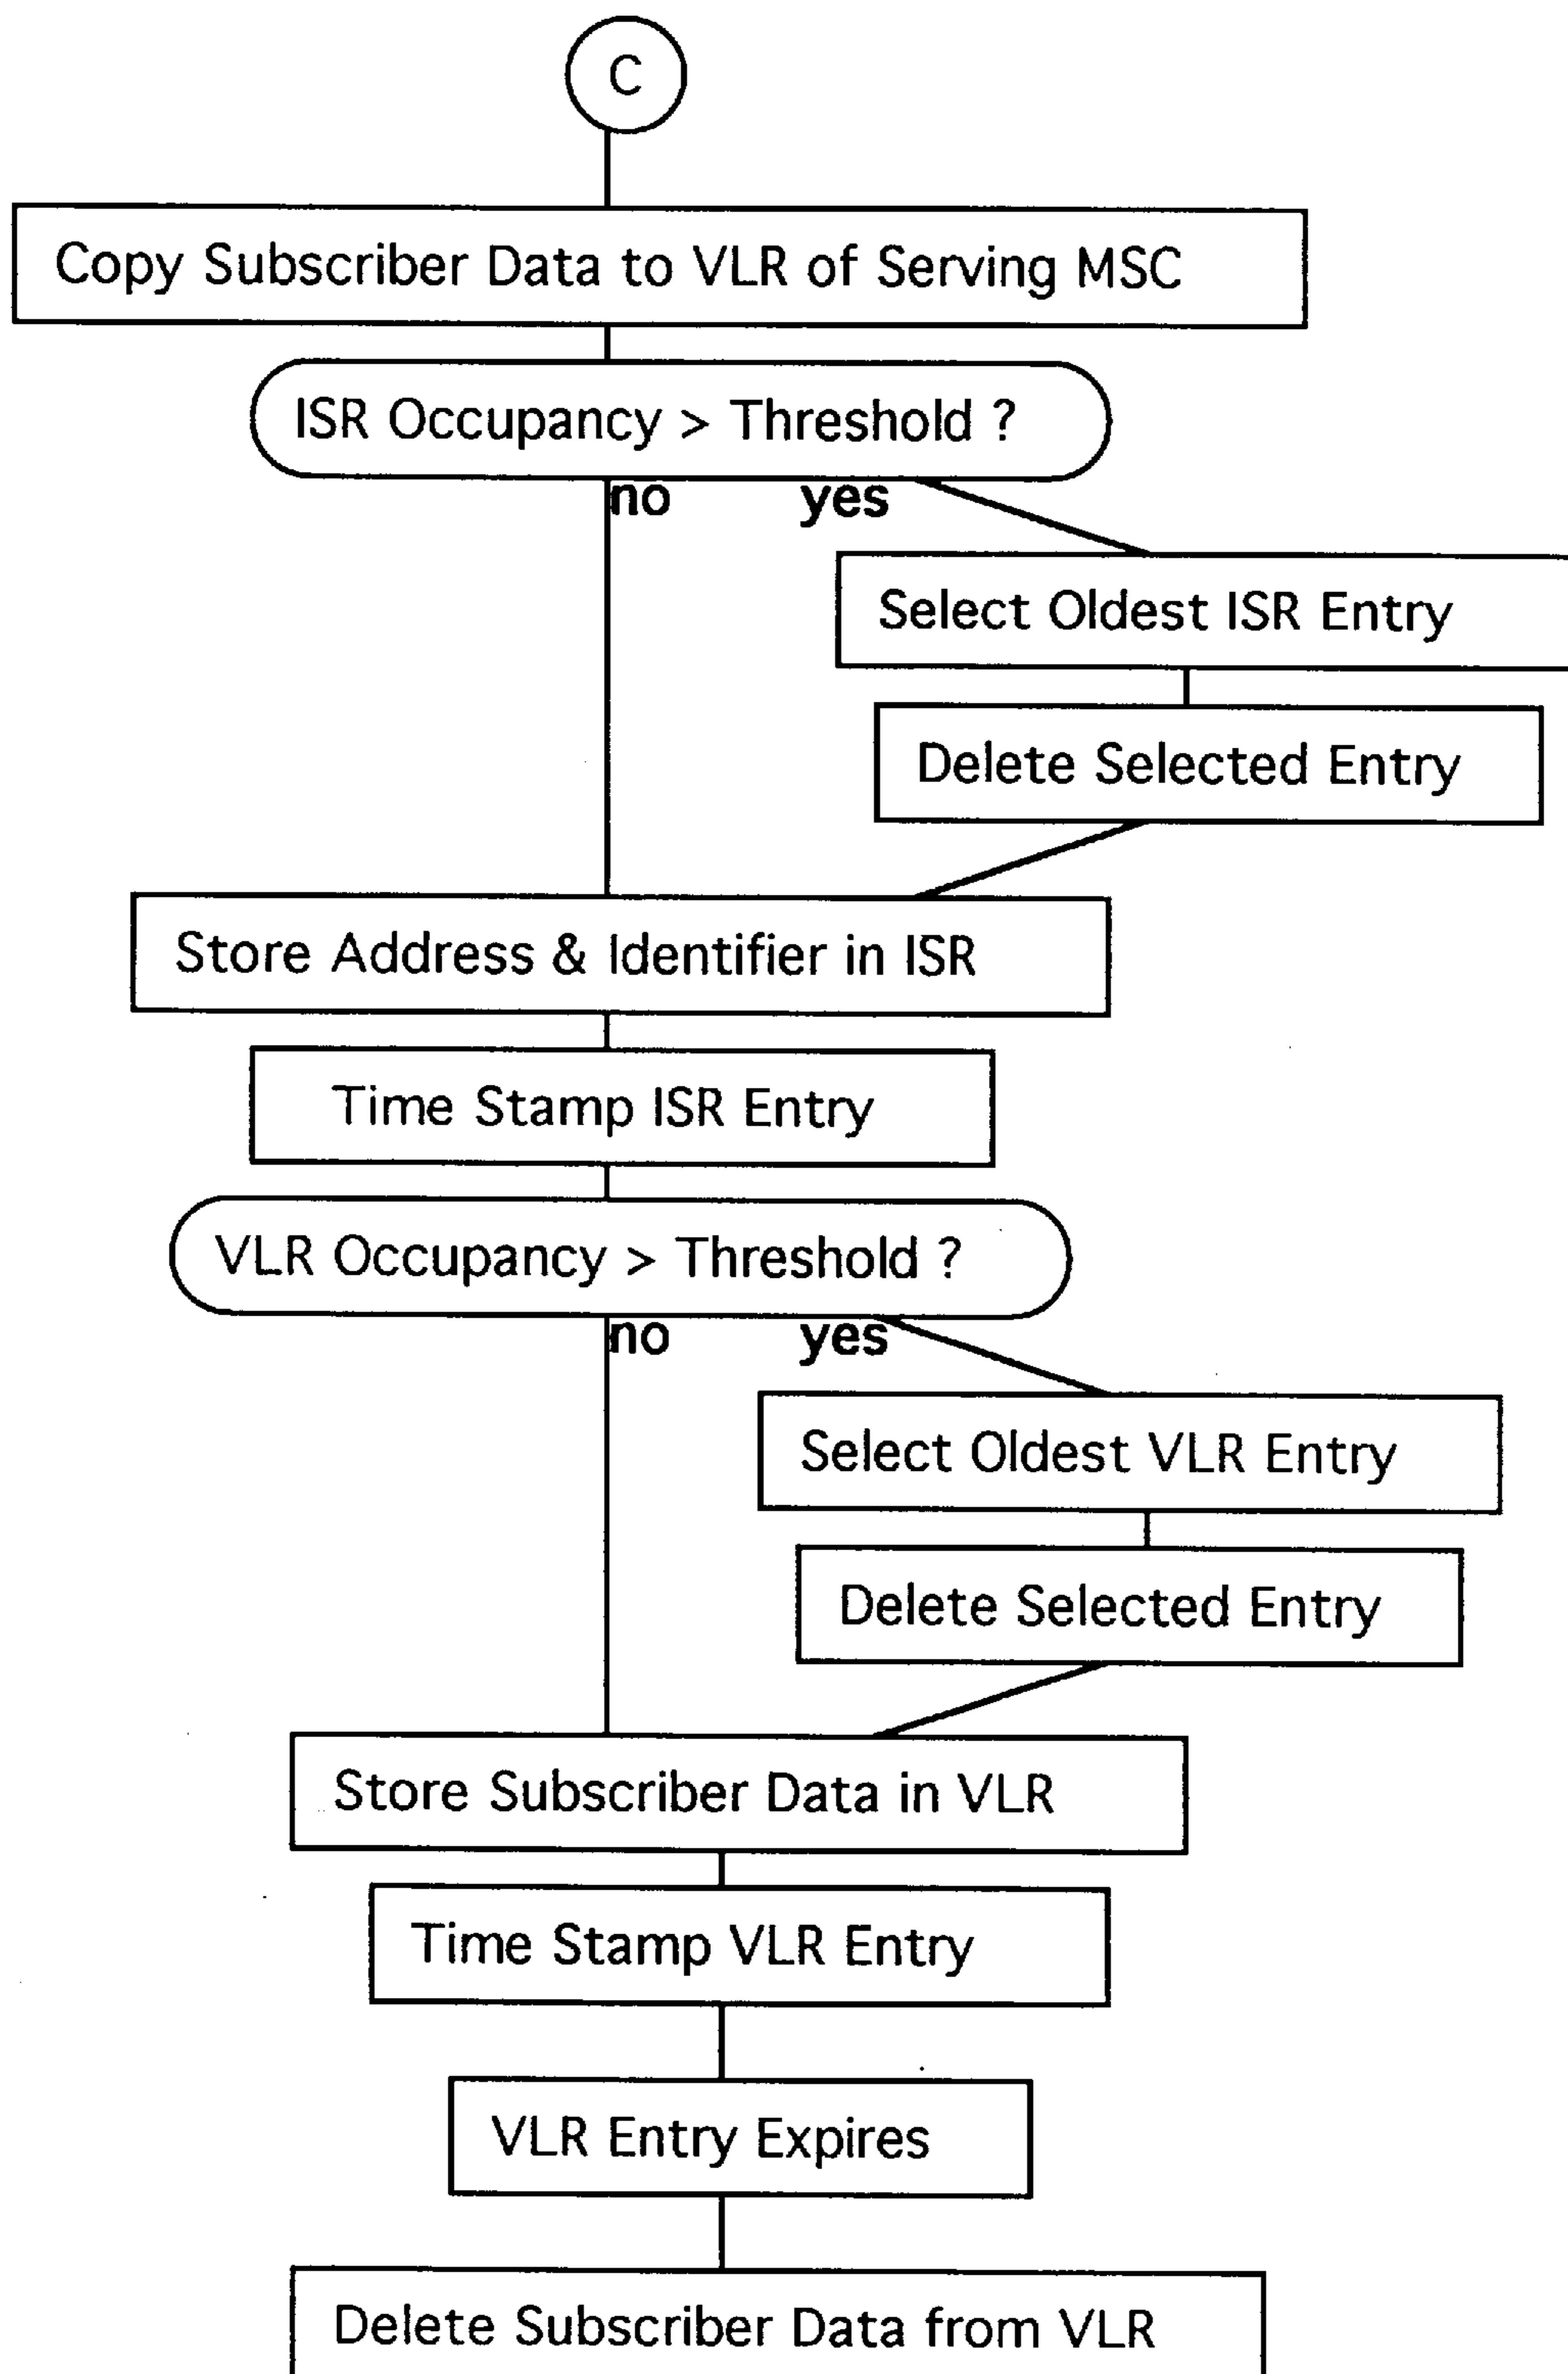 C
Copy Subscriber Data to VLR of Serving MSC
ISR Occupancy > Threshold ?
no yes
Select Oldest ISR Entry
Delete Selected Entry
Store Address & Identifier in ISR
Time Stamp ISR Entry
VLR Occupancy > Threshold ?
no yes
Select Oldest VLR Entry
Delete Selected Entry
Store Subscriber Data in VLR
Time Stamp VLR Entry
VLR Entry Expires
Delete Subscriber Data from VLR